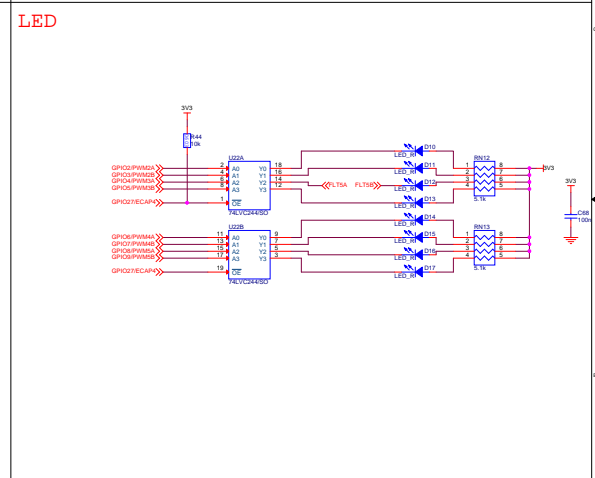 LED
3V3
R44
10k
U22A
GPIO2/PWM2A 2 A0 Y0 18
GPIO3/PWM2B 4 A1 Y1 16
GPIO4/PWM3A 6 A2 Y2 14
GPIO5/PWM3B 8 A3 Y3 12
GPIO27/ECAP4 1 OE
74LVC244/SO
FLT5A FLT5B
D10
LED_R
D11
D12
LED_R
D13
LED_R
RN12
1 8
2 7
3 6
4 5
5.1k
3V3
3V3
C68
U22B
GPIO6/PWM4A 11 A0 Y0 9
GPIO7/PWM4B 13 A1 Y1 7
GPIO8/PWM5A 15 A2 Y2 5
GPIO9/PWM5B 17 A3 Y3 3
GPIO27/ECAP4 19 OE
74LVC244/SO
D14
LED_R
D15
D16
LED_R
D17
LED_R
RN13
1 8
2 7
3 6
4 5
5.1k